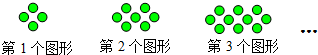 第 1 个图形 第 2 个图形 第 3 个图形 …